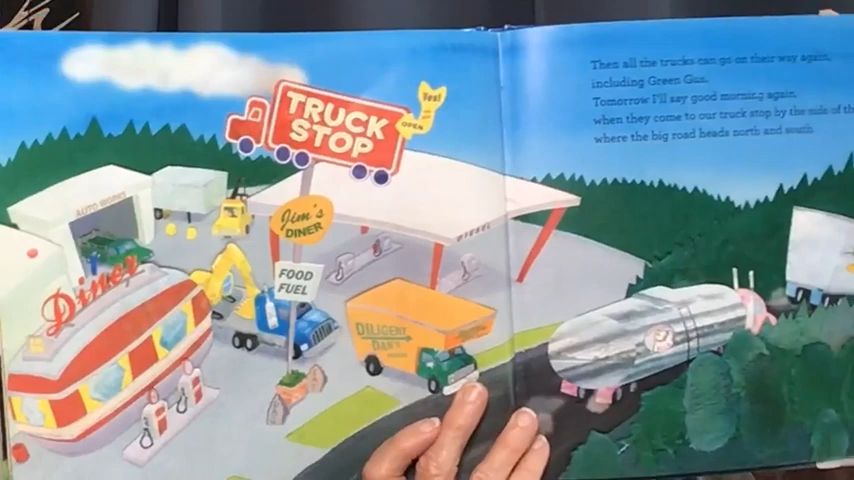 Then all the trucks can go on their way again,
including Green Gus.
Tomorrow I'll say good morning again,
when they come to our truck stop by the side of the
where the big road heads north and south.
TRUCK
STOP
Yes!
OPEN
AUTO WORKS
Jim's
DINER
FOOD
FUEL
Diner
DIESEL
DILIGENT
DAN'S